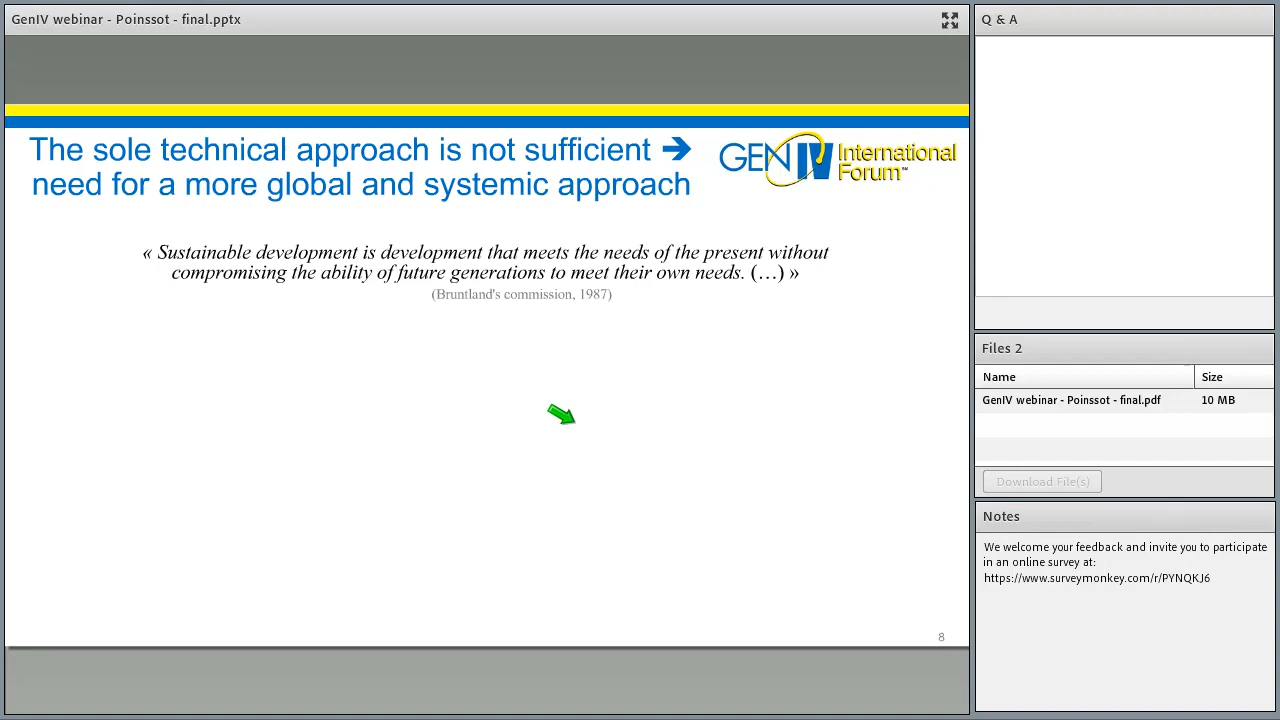 GenIV webinar - Poinssot - final.pptx
The sole technical approach is not sufficient ➔
need for a more global and systemic approach
GEN IV International
Forum™
« Sustainable development is development that meets the needs of the present without
compromising the ability of future generations to meet their own needs. (…) »
(Bruntland's commission, 1987)
8
Q & A
Files 2
Name Size
GenIV webinar - Poinssot - final.pdf 10 MB
Download File(s)
Notes
We welcome your feedback and invite you to participate
in an online survey at:
https://www.surveymonkey.com/r/PYNQKJ6